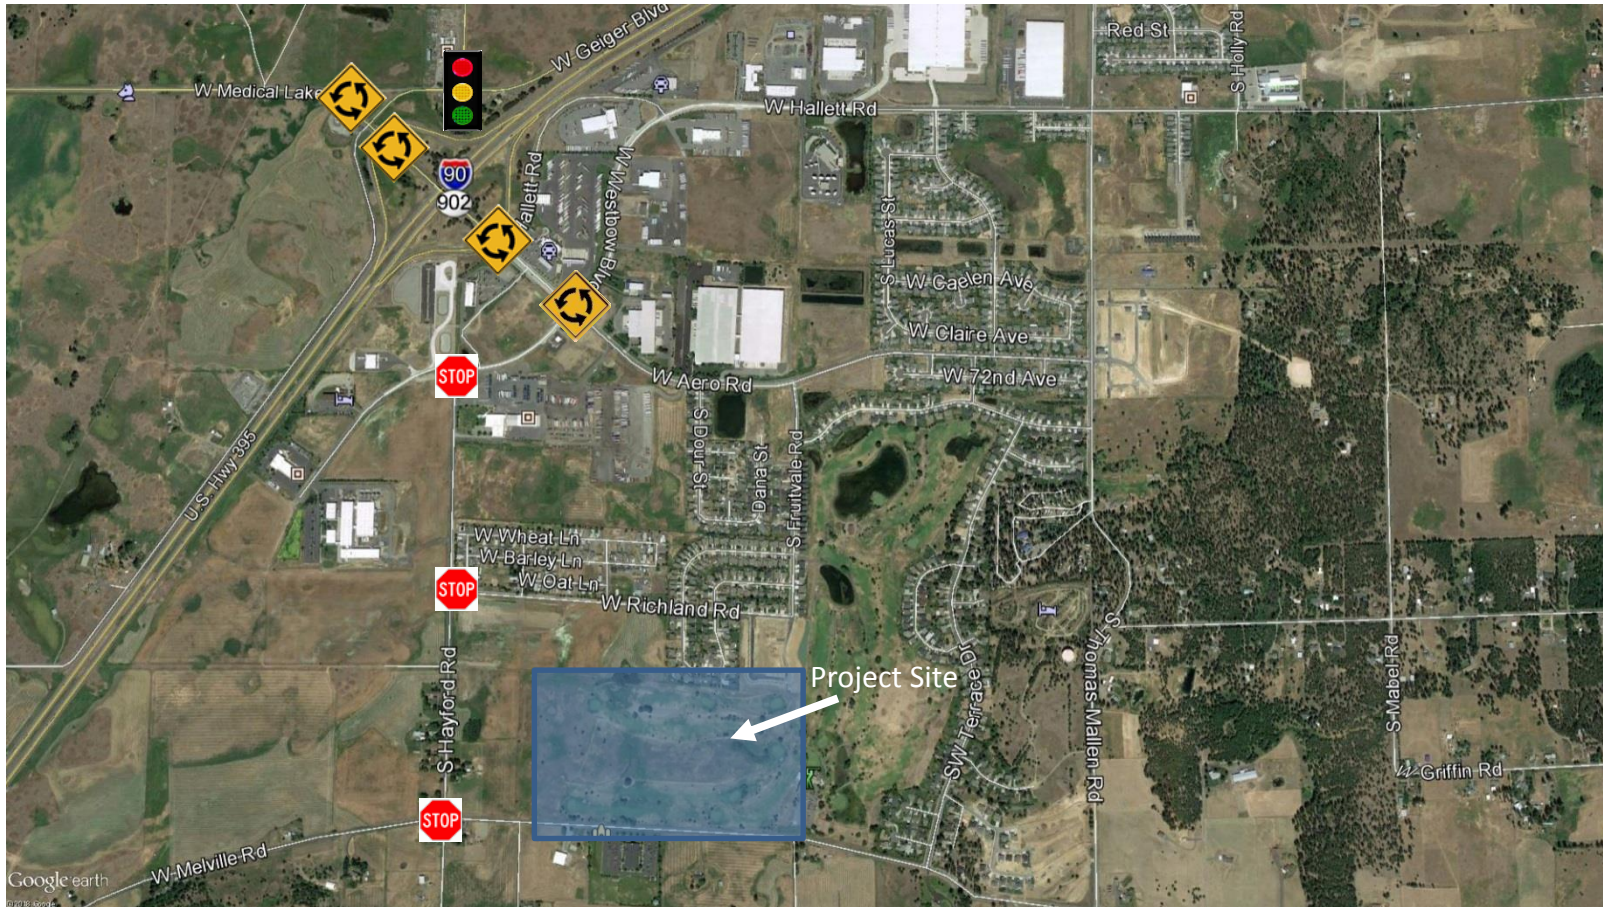 W Geiger Blvd
Red St
S Holly Rd
W Medical Lake
W Hallett Rd
90
902
Hallett Rd
W Westbow Blvd
S Lucas St
W Caelen Ave
W Claire Ave
STOP
W Aero Rd
W 72nd Ave
U.S. Hwy 395
S Dour St
Dana St
S Fruitvale Rd
W Wheat Ln
W Barley Ln
W Oat Ln
STOP
W Richland Rd
S Hayford Rd
Project Site
SW Terrace Dr
S Thomas Mallen Rd
S Mabel Rd
W Griffin Rd
STOP
W Melville Rd
Google earth